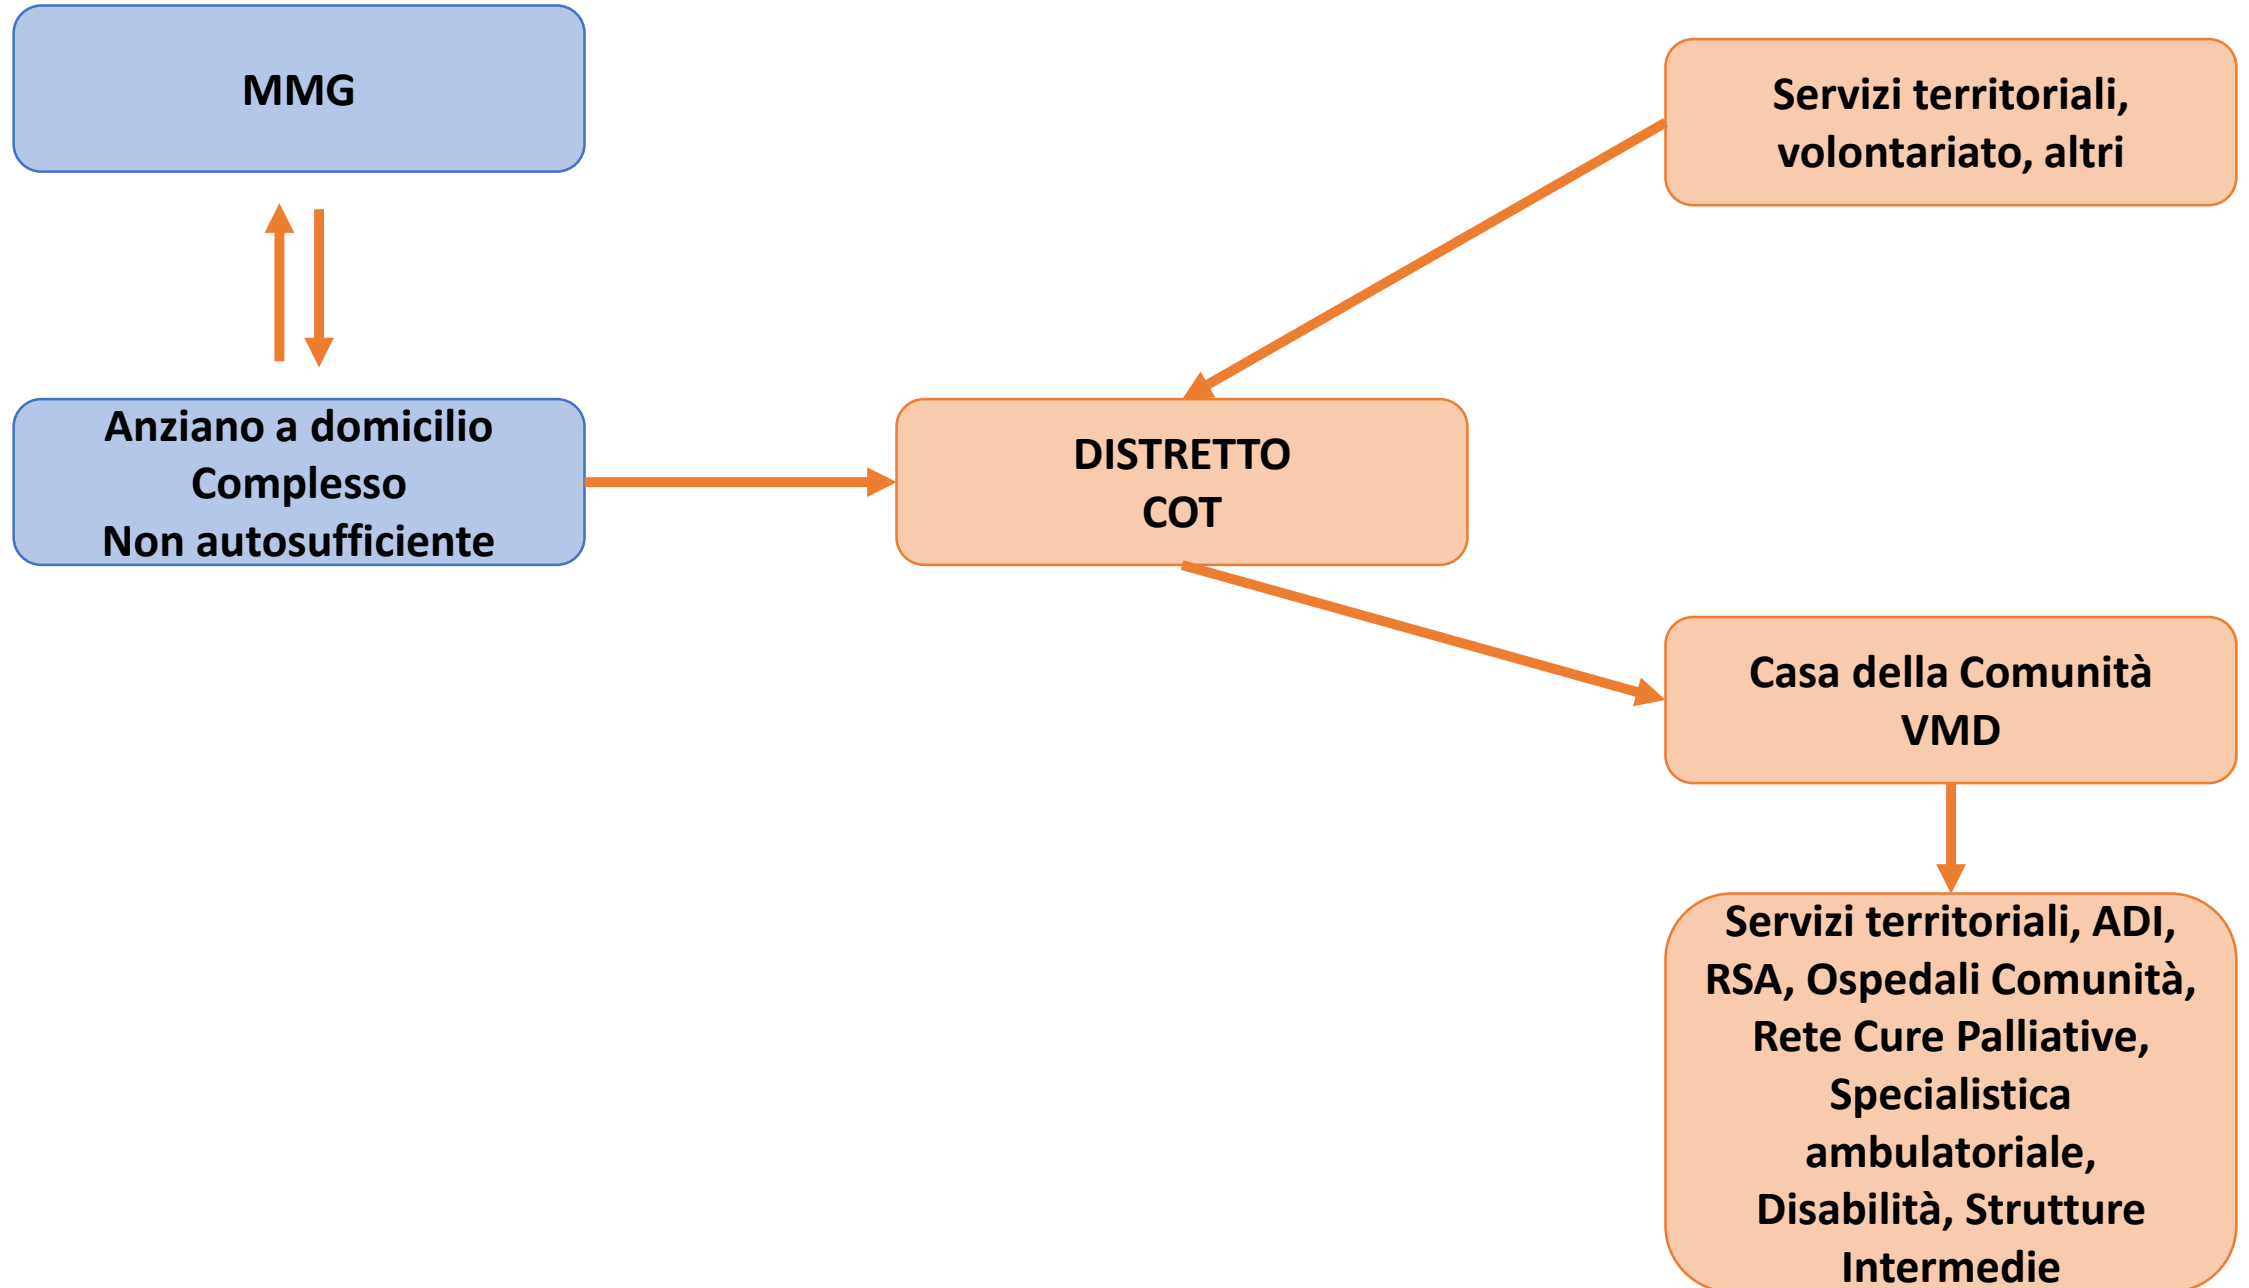 MMG
Servizi territoriali,
volontariato, altri
Anziano a domicilio
Complesso
Non autosufficiente
DISTRETTO
COT
Casa della Comunità
VMD
Servizi territoriali, ADI,
RSA, Ospedali Comunità,
Rete Cure Palliative,
Specialistica
ambulatoriale,
Disabilità, Strutture
Intermedie